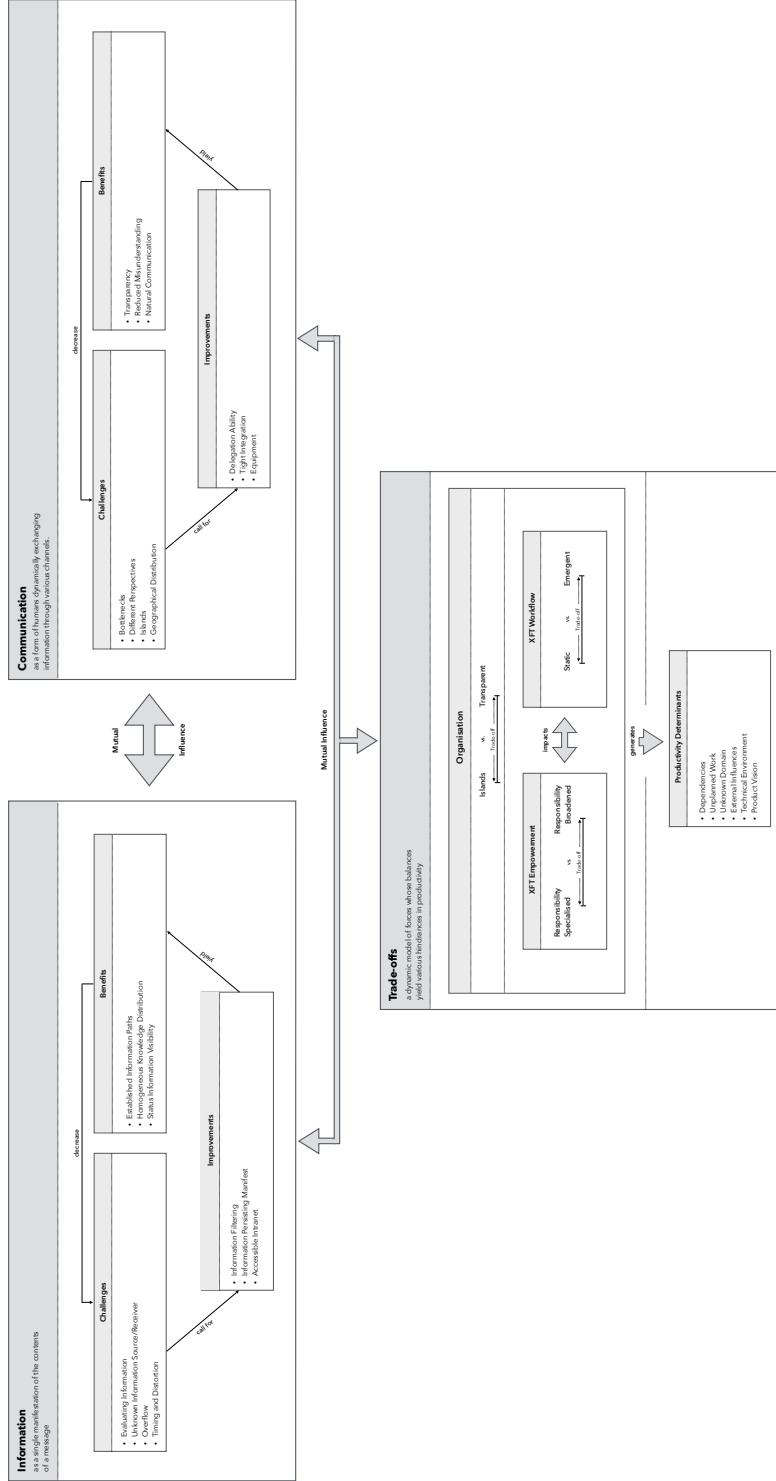 Information
as a single manifestation of the contents
of a message
decrease
Challenges
• Evaluating Information
• Unknown Information Source/Receiver
• Overflow
• Timing and Distortion
Benefits
• Established Information Paths
• Homogeneous Knowledge Distribution
• Status Information Visibility
call for
yield
Improvements
• Information Filtering
• Information Persisting Manifest
• Accessible Intranet
Mutual
Influence
Communication
as a form of humans dynamically exchanging
information through various channels.
decrease
Challenges
• Bottlenecks
• Different Perspectives
• Islands
• Geographical Distribution
Benefits
• Transparency
• Reduced Misunderstanding
• Natural Communication
call for
yield
Improvements
• Delegation Ability
• Tight Integration
• Equipment
Mutual Influence
Trade-offs
a dynamic model of forces whose balances
yield various hindrances in productivity
Organisation
Islands vs. Transparent
Trade off
XFT Empowerment
Responsibility Specialised vs Responsibility Broadened
Trade off
impacts
XFT Workflow
Static vs Emergent
Trade off
generates
Productivity Determinants
• Dependencies
• Unplanned Work
• Unknown Domain
• External Influences
• Technical Environment
• Product Vision